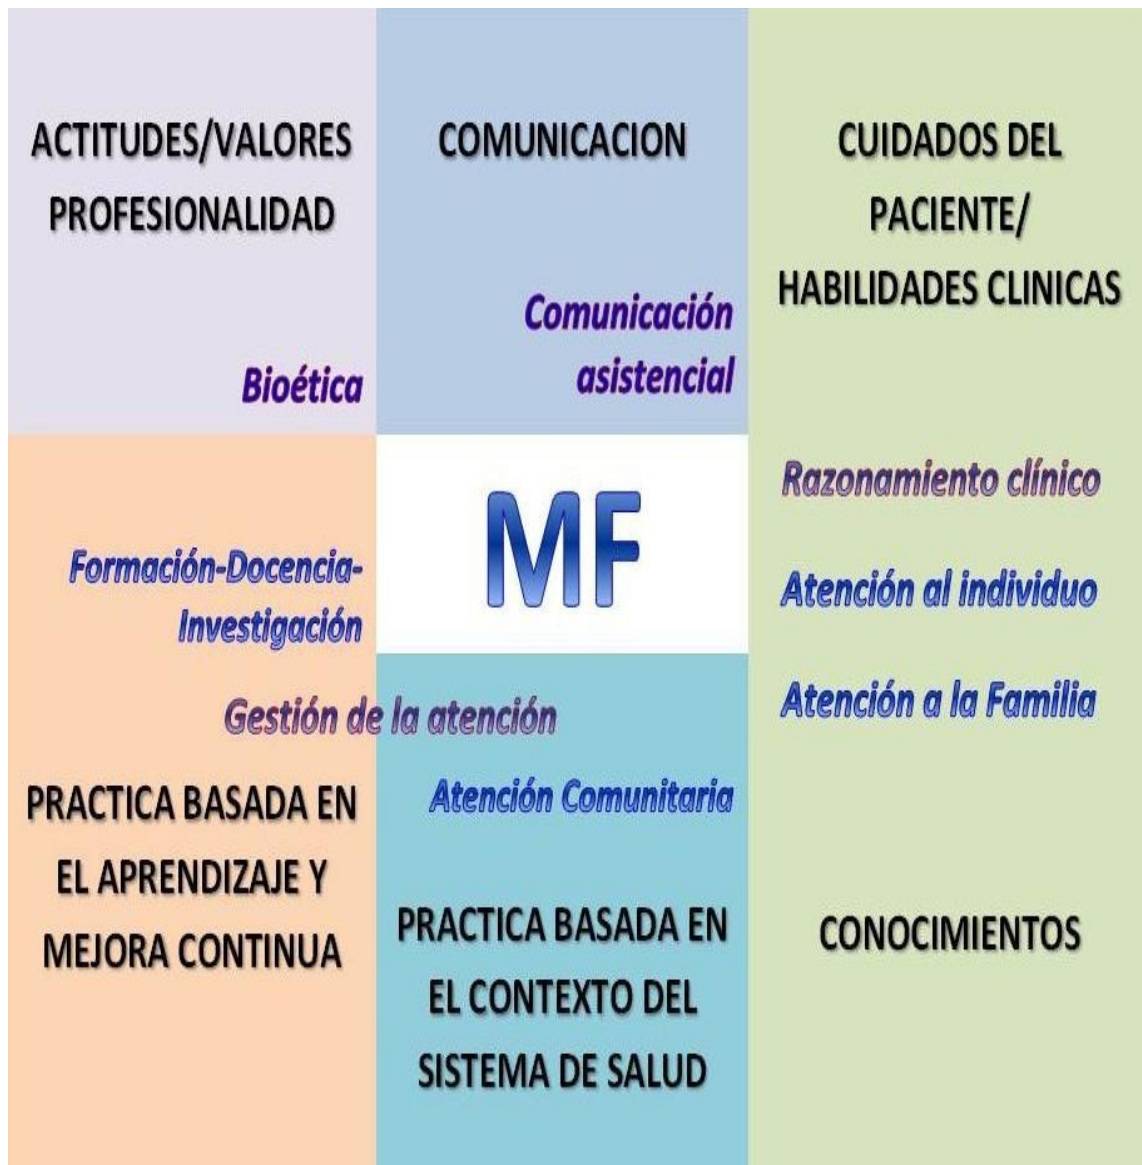 ACTITUDES/VALORES
PROFESIONALIDAD
Bioética
COMUNICACION
Comunicación
asistencial
CUIDADOS DEL
PACIENTE/
HABILIDADES CLINICAS
Razonamiento clínico
Atención al individuo
Atención a la Familia
CONOCIMIENTOS
MF
Formación-Docencia-
Investigación
Gestión de la atención
PRACTICA BASADA EN
EL APRENDIZAJE Y
MEJORA CONTINUA
Atención Comunitaria
PRACTICA BASADA EN
EL CONTEXTO DEL
SISTEMA DE SALUD